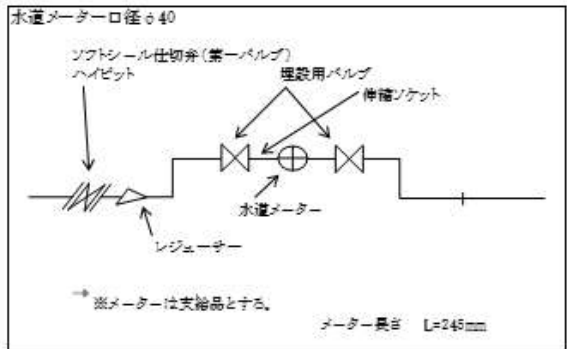 水道メーター口径φ40
ソフトシール仕切弁(第一バルブ)
ハイピット
埋設用バルブ
伸縮ソケット
水道メーター
レジューサー
※メーターは支給品とする。
メーター長さ L=245mm